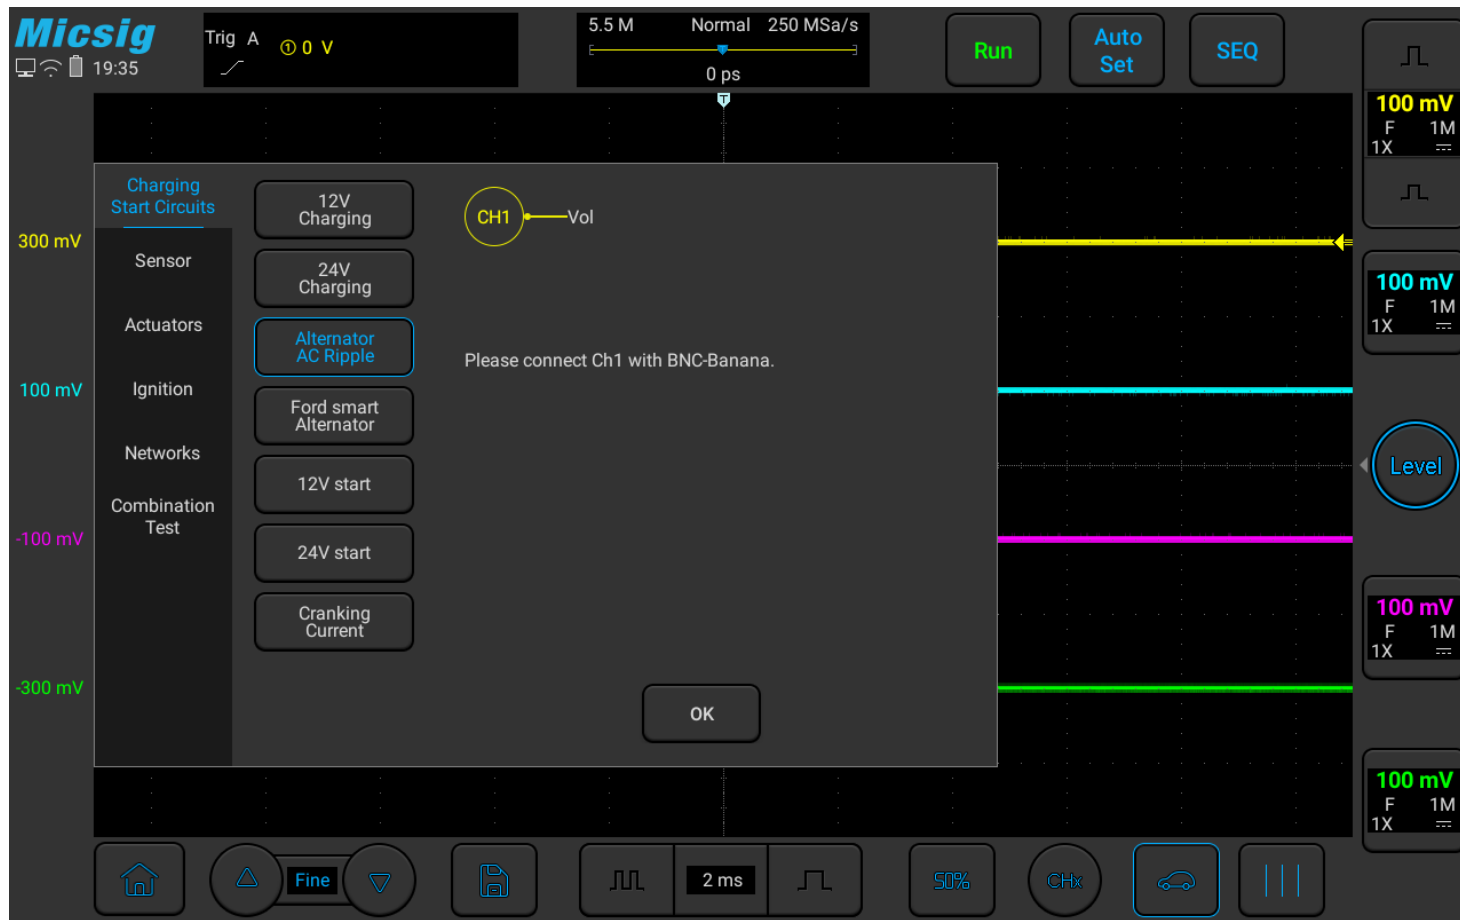 Micsig
19:35
Trig A
① 0 V
5.5 M Normal 250 MSa/s
T
0 ps
Run
Auto
Set
SEQ
100 mV
F 1M
1X
Charging
Start Circuits
Sensor
Actuators
Ignition
Networks
Combination
Test
12V
Charging
24V
Charging
Alternator
AC Ripple
Ford smart
Alternator
12V start
24V start
Cranking
Current
CH1 Vol
Please connect Ch1 with BNC-Banana.
OK
300 mV
100 mV
-100 mV
-300 mV
100 mV
F 1M
1X
Level
100 mV
F 1M
1X
100 mV
F 1M
1X
Fine
2 ms
50%
CHx